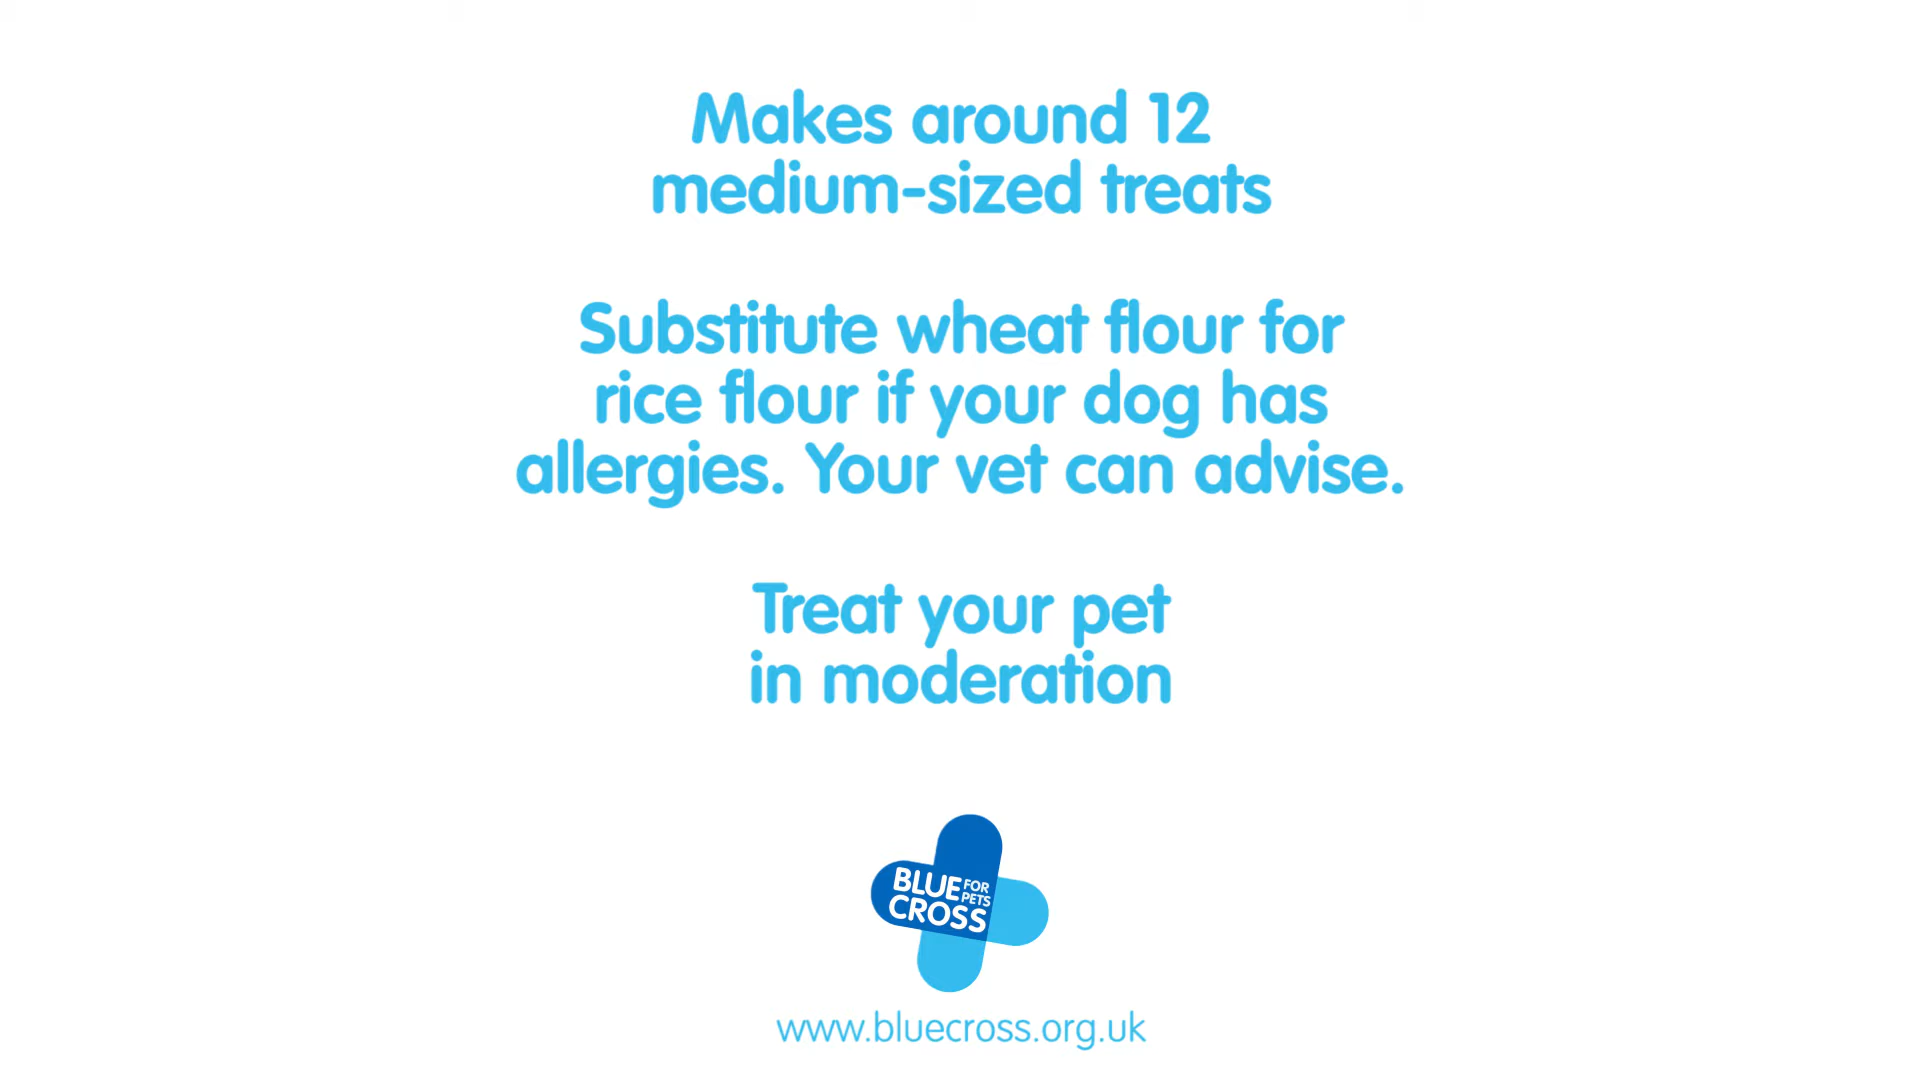 Makes around 12
medium-sized treats
Substitute wheat flour for
rice flour if your dog has
allergies. Your vet can advise.
Treat your pet
in moderation
BLUE FOR PETS
CROSS
www.bluecross.org.uk